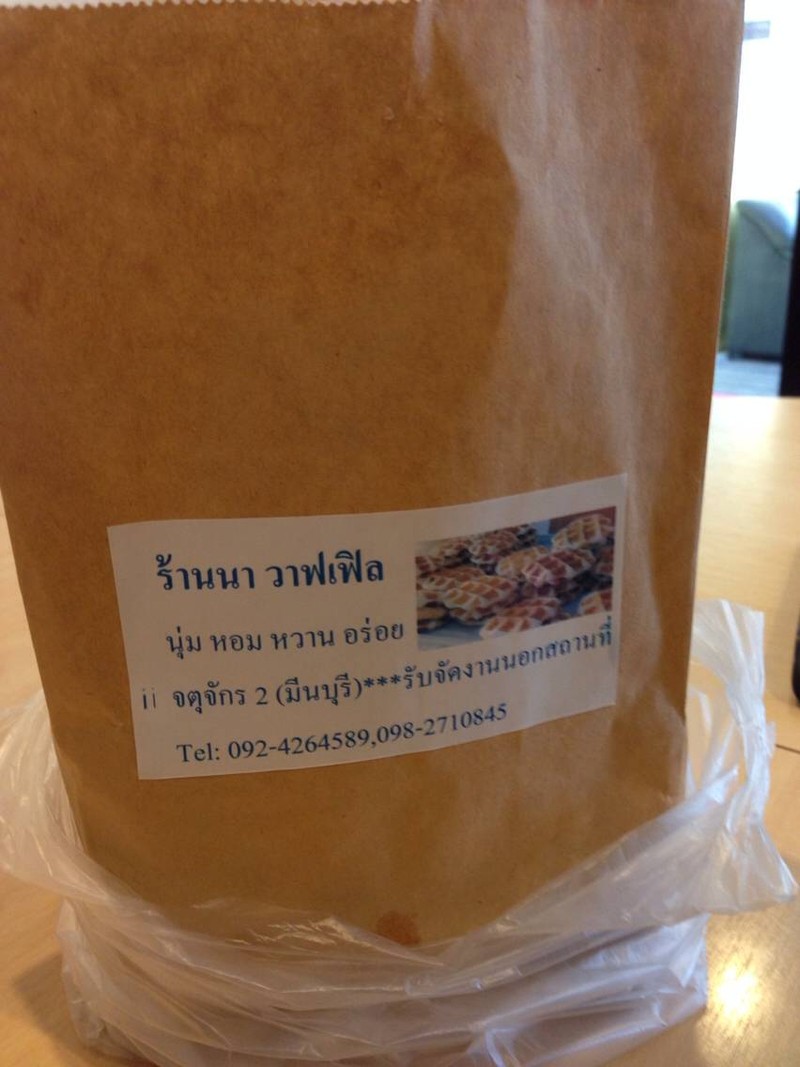 ร้านนา วาฟเฟิล
นุ่ม หอม หวาน อร่อย
จตุจักร 2 (มีนบุรี)***รับจัดงานนอกสถานที่
Tel: 092-4264589,098-2710845